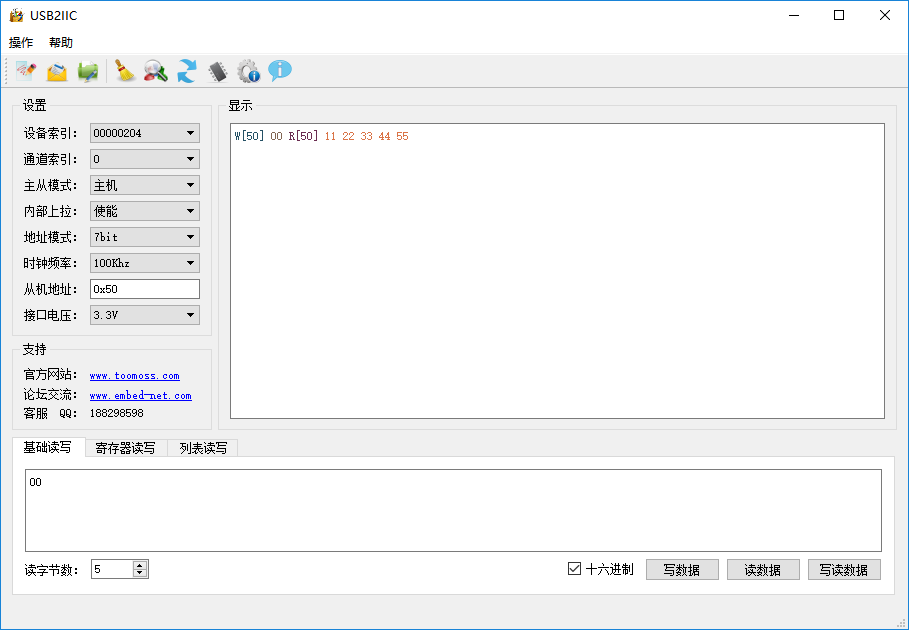 USB2IIC
操作 帮助
设置
设备索引: 00000204
通道索引: 0
主从模式: 主机
内部上拉: 使能
地址模式: 7bit
时钟频率: 100Khz
从机地址: 0x50
接口电压: 3.3V
支持
官方网站: www.toomoss.com
论坛交流: www.embed-net.com
客服 QQ: 188298598
显示
W[50] 00 R[50] 11 22 33 44 55
基础读写 寄存器读写 列表读写
00
读字节数: 5 十六进制 写数据 读数据 写读数据